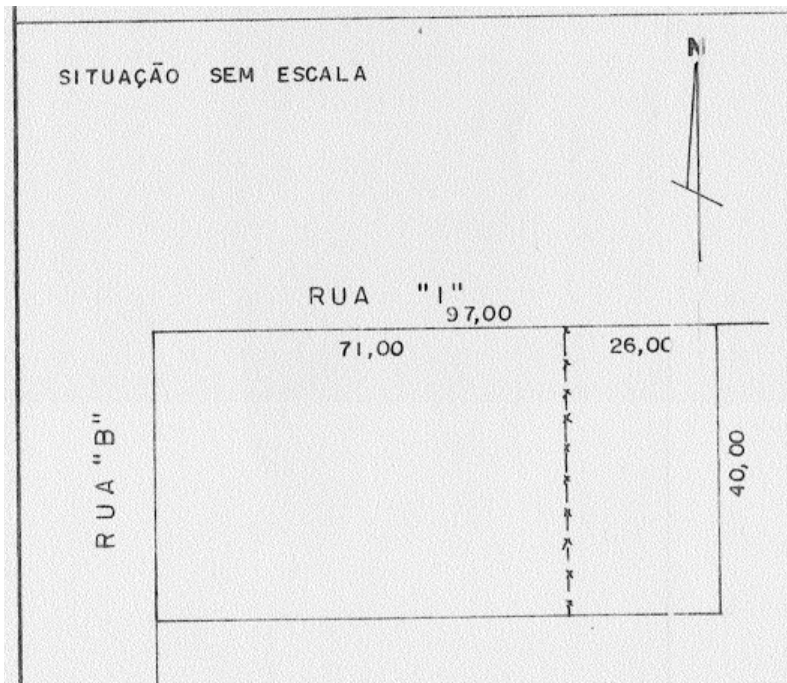 SITUAÇÃO SEM ESCALA
N
RUA "I"
97,00
71,00
26,00
RUA "B"
40,00